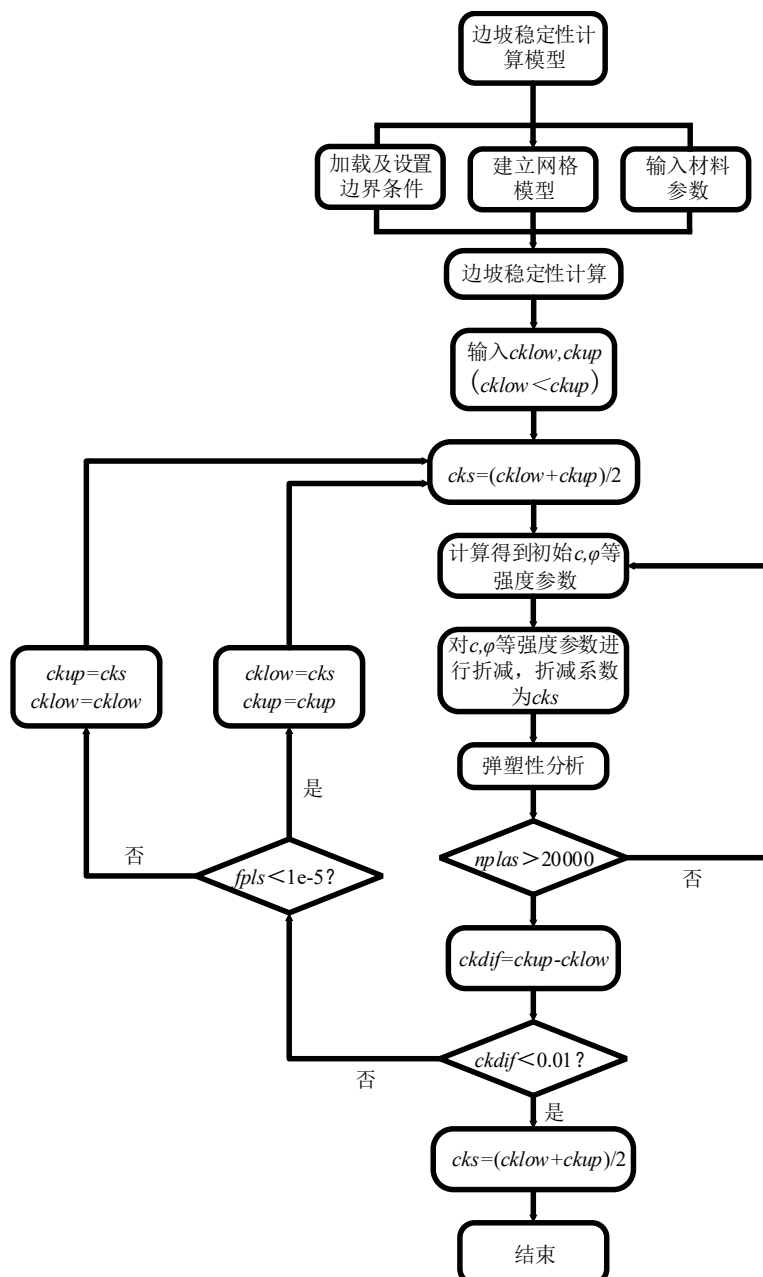 边坡稳定性计
算模型
加载及设置
边界条件
建立网格
模型
输入材料
参数
边坡稳定性计算
输入cklow,ckup
（cklow＜ckup）
cks=(cklow+ckup)/2
计算得到初始c,φ等
强度参数
对c,φ等强度参数进
行折减，折减系数
为cks
ckup=cks
cklow=cklow
cklow=cks
ckup=ckup
弹塑性分析
是
否
fpls＜1e-5？
nplas＞20000
否
ckdif=ckup-cklow
ckdif＜0.01？
否
是
cks=(cklow+ckup)/2
结束